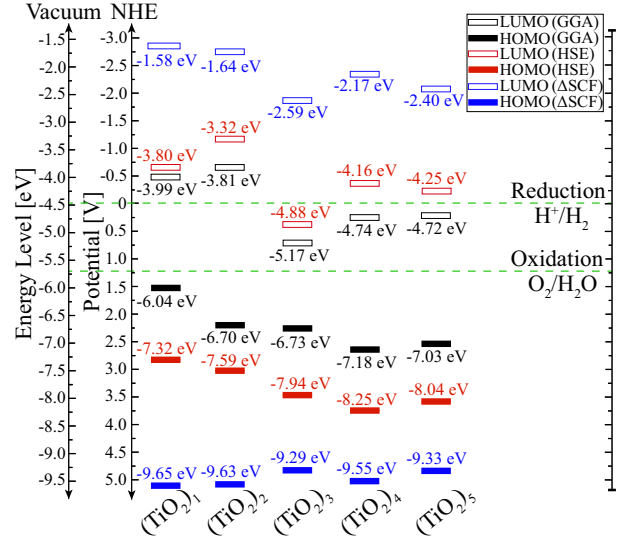 Vacuum NHE
Energy Level [eV]
-1.5
-2.0
-2.5
-3.0
-3.5
-4.0
-4.5
-5.0
-5.5
-6.0
-6.5
-7.0
-7.5
-8.0
-8.5
-9.0
-9.5
Potential [V]
-3.0
-2.5
-2.0
-1.5
-1.0
-0.5
0
0.5
1.0
1.5
2.0
2.5
3.0
3.5
4.0
4.5
5.0
LUMO (GGA)
HOMO (GGA)
LUMO (HSE)
HOMO (HSE)
LUMO (ΔSCF)
HOMO (ΔSCF)
-1.58 eV
-1.64 eV
-2.59 eV
-2.17 eV
-2.40 eV
-3.80 eV
-3.32 eV
-4.88 eV
-4.16 eV
-4.25 eV
-3.99 eV
-3.81 eV
-5.17 eV
-4.74 eV
-4.72 eV
Reduction
H⁺/H₂
Oxidation
O₂/H₂O
-6.04 eV
-6.70 eV
-6.73 eV
-7.18 eV
-7.03 eV
-7.32 eV
-7.59 eV
-7.94 eV
-8.25 eV
-8.04 eV
-9.65 eV
-9.63 eV
-9.29 eV
-9.55 eV
-9.33 eV
(TiO₂)₁
(TiO₂)₂
(TiO₂)₃
(TiO₂)₄
(TiO₂)₅